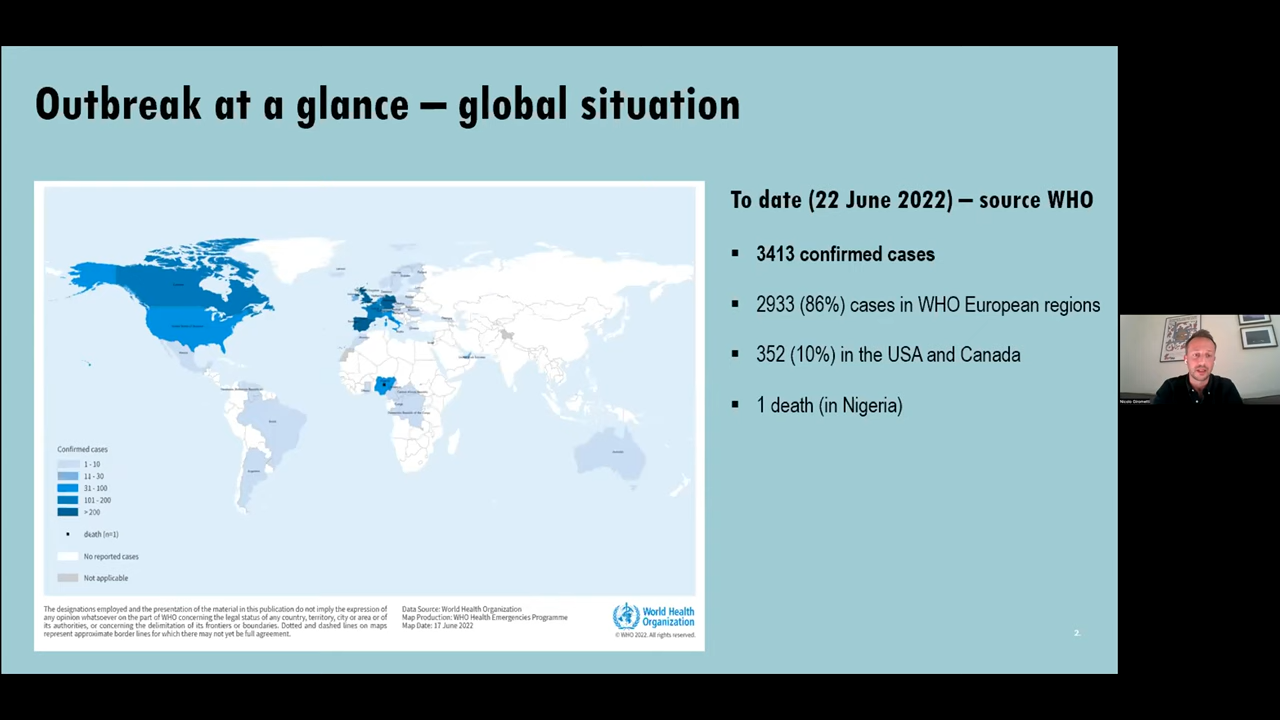 Outbreak at a glance – global situation
To date (22 June 2022) – source WHO
▪ 3413 confirmed cases
▪ 2933 (86%) cases in WHO European regions
▪ 352 (10%) in the USA and Canada
▪ 1 death (in Nigeria)
Confirmed cases
1 - 10
11 - 30
31 - 100
101 - 200
> 200
death (n=1)
No reported cases
Not applicable
The designations employed and the presentation of the material in this publication do not imply the expression of
any opinion whatsoever on the part of WHO concerning the legal status of any country, territory, city or area or of
its authorities, or concerning the delimitation of its frontiers or boundaries. Dotted and dashed lines on maps
represent approximate border lines for which there may not yet be full agreement.
Data Source: World Health Organization
Map Production: WHO Health Emergencies Programme
Map Date: 17 June 2022
World Health
Organization
© WHO 2022. All rights reserved.
2.